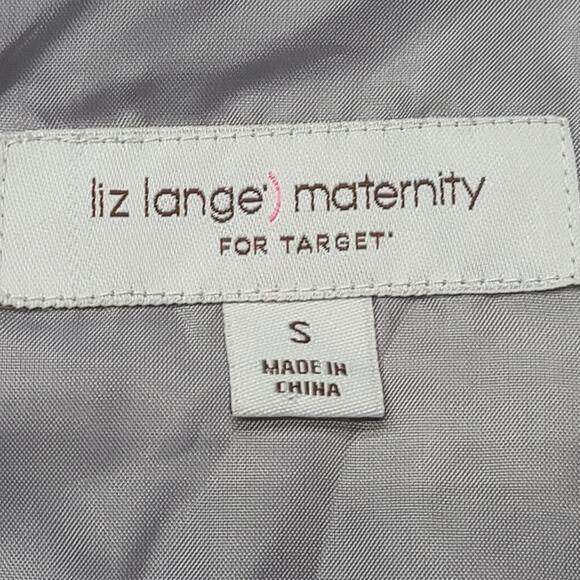 liz lange') maternity
FOR TARGET'
S
MADE IN
CHINA